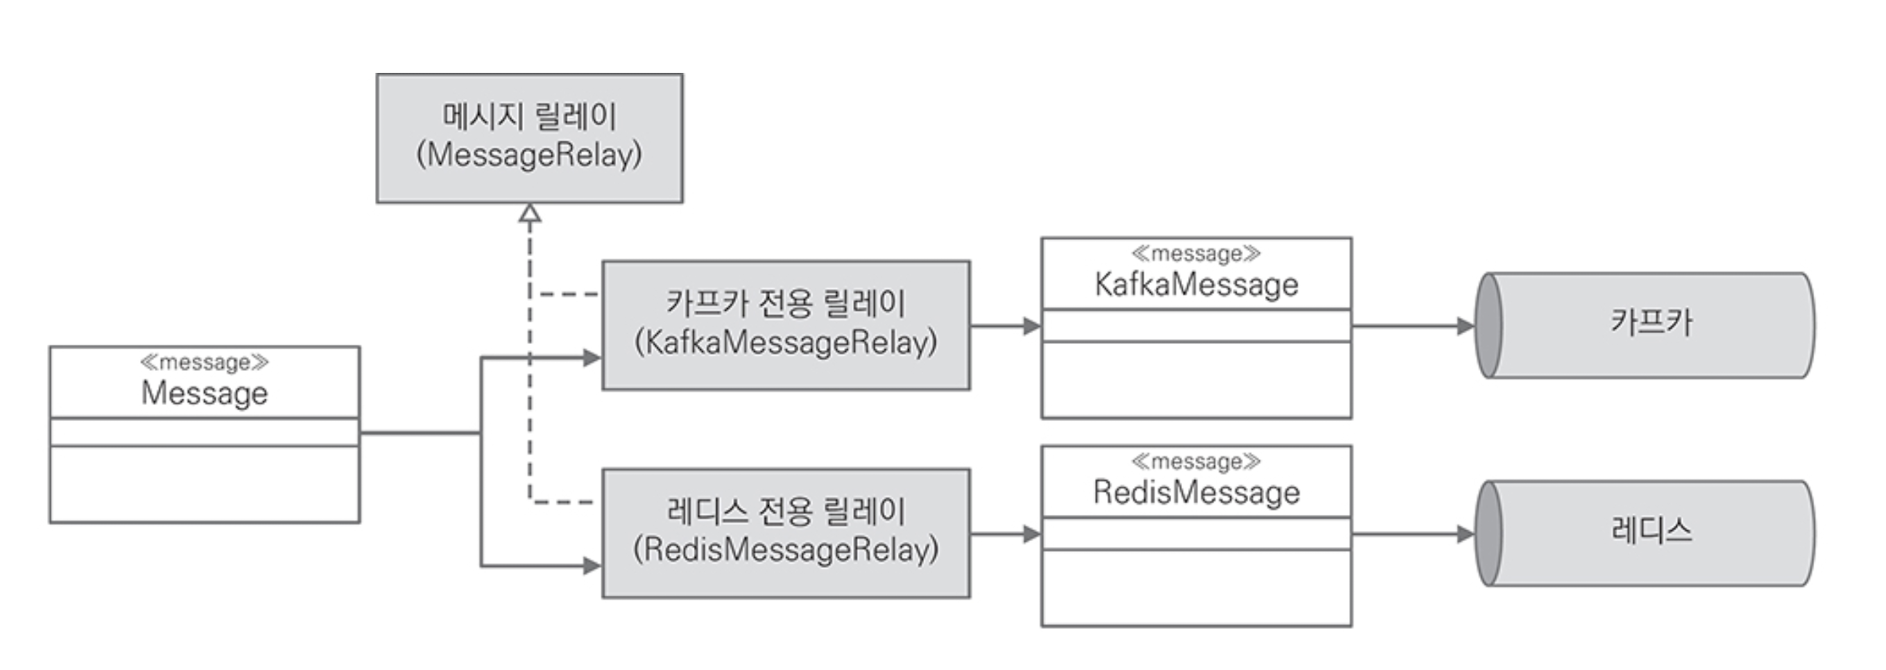 메시지 릴레이
(MessageRelay)
≪message≫
Message
카프카 전용 릴레이
(KafkaMessageRelay)
≪message≫
KafkaMessage
카프카
레디스 전용 릴레이
(RedisMessageRelay)
≪message≫
RedisMessage
레디스